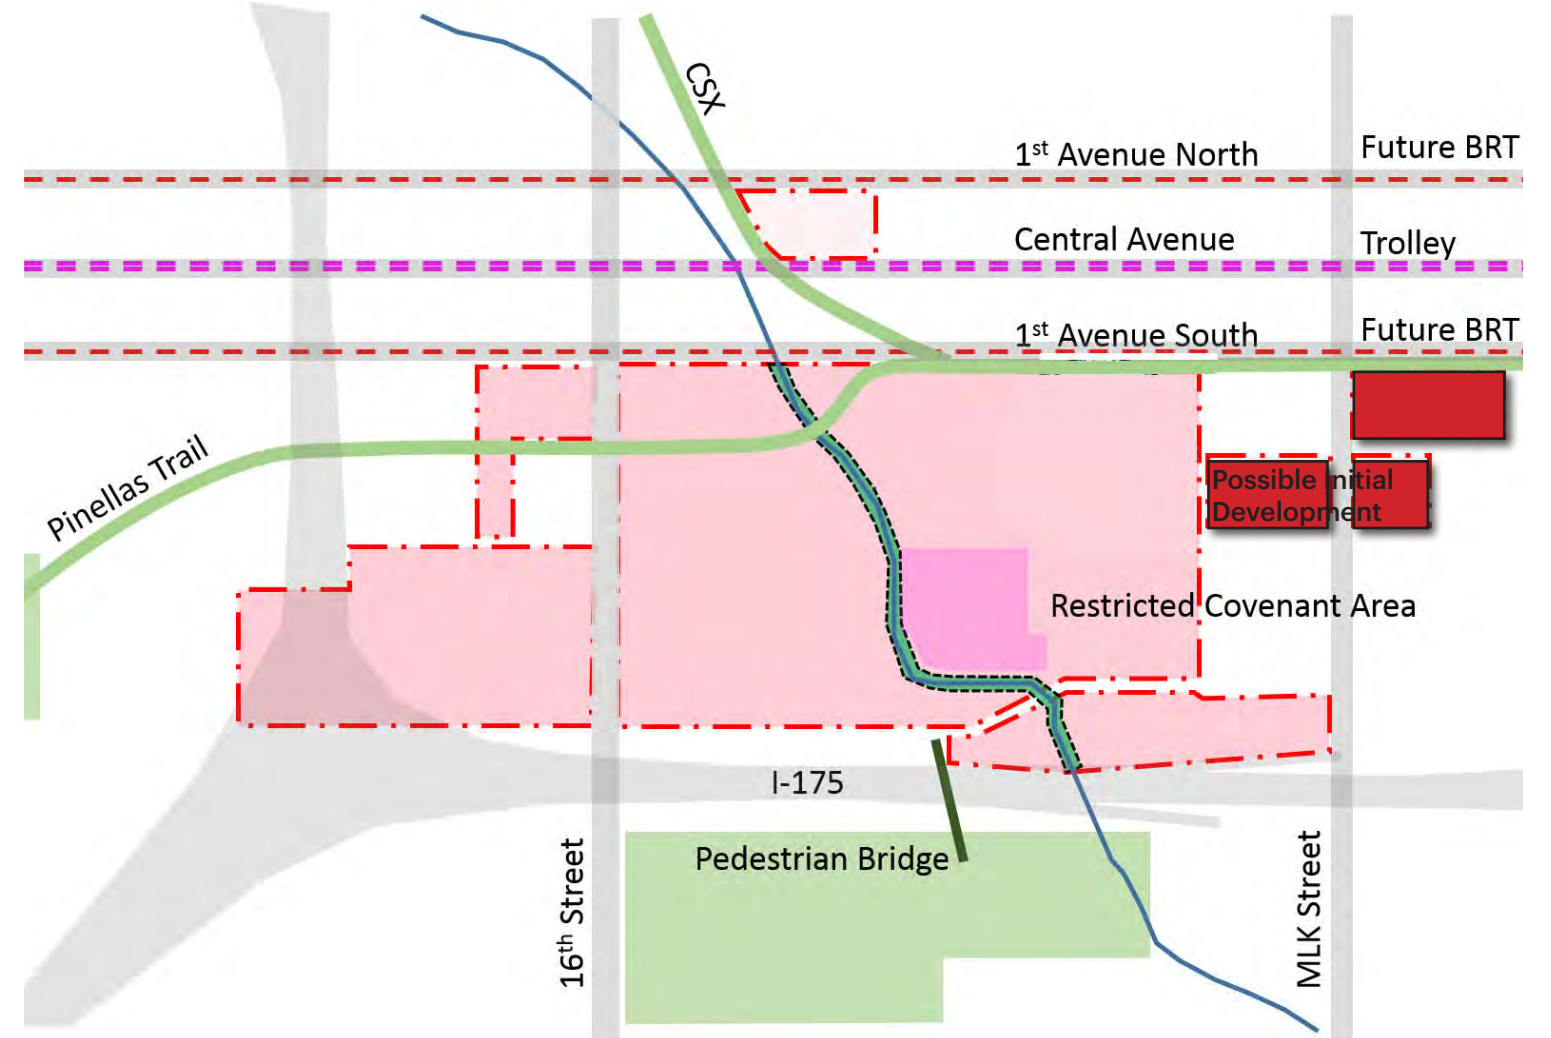 CSX
1st Avenue North
Future BRT
Central Avenue
Trolley
1st Avenue South
Future BRT
Pinellas Trail
Possible Initial
Development
Restricted Covenant Area
I-175
Pedestrian Bridge
16th Street
MLK Street